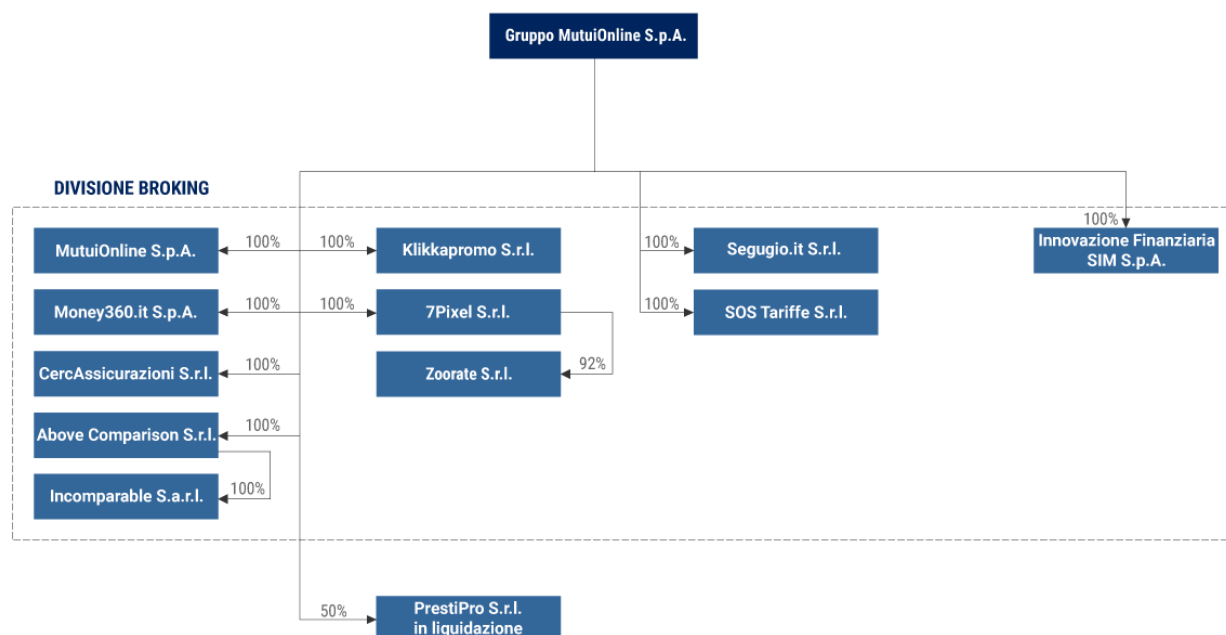 Gruppo MutuiOnline S.p.A.
DIVISIONE BROKING
100%
MutuiOnline S.p.A.
100%
100%
Klikkapromo S.r.l.
100%
Segugio.it S.r.l.
Innovazione Finanziaria
SIM S.p.A.
Money360.it S.p.A.
100%
100%
7Pixel S.r.l.
100%
SOS Tariffe S.r.l.
CercAssicurazioni S.r.l.
100%
Zoorate S.r.l.
92%
Above Comparison S.r.l.
100%
Incomparable S.a.r.l.
100%
50%
PrestiPro S.r.l.
in liquidazione